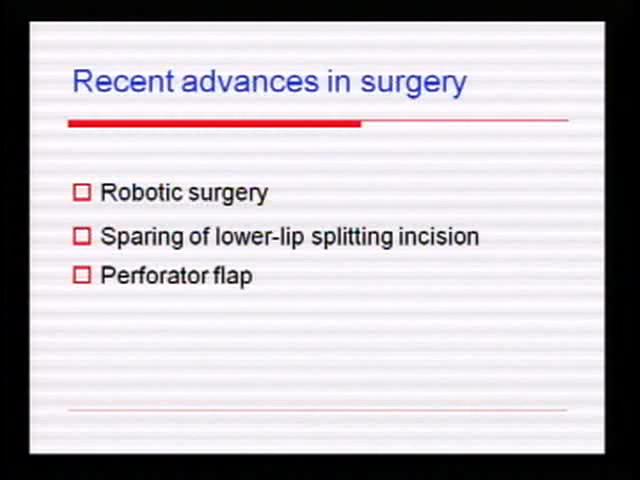 Recent advances in surgery
Robotic surgery
Sparing of lower-lip splitting incision
Perforator flap